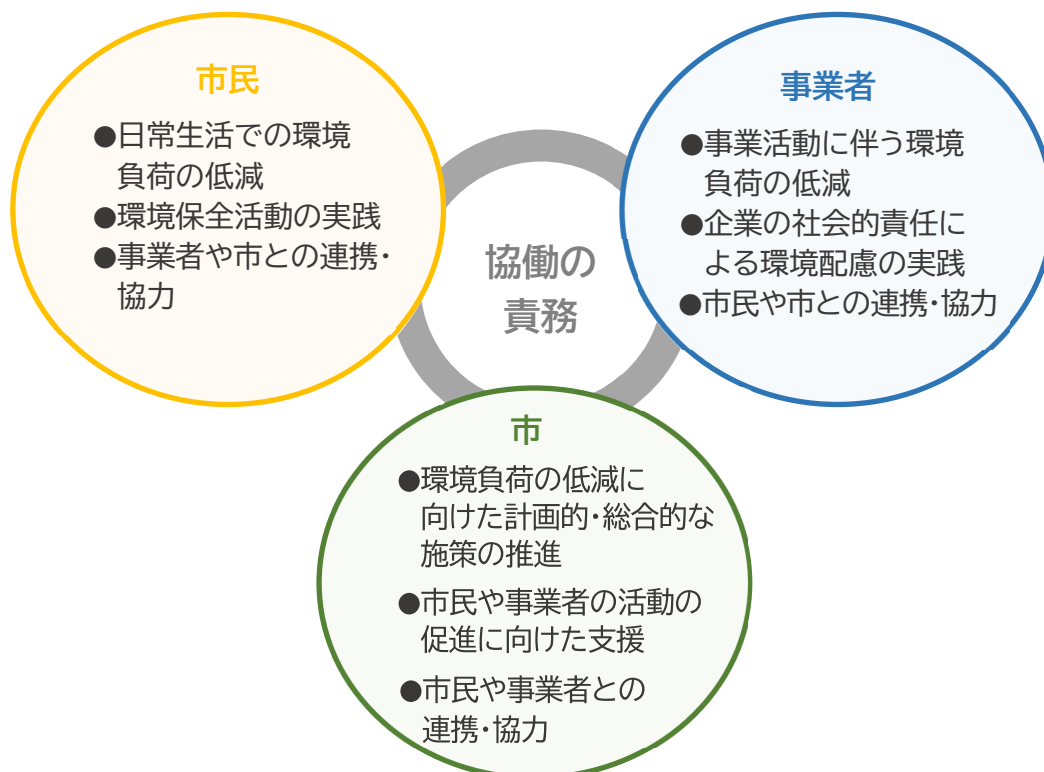 市民
●日常生活での環境
負荷の低減
●環境保全活動の実践
●事業者や市との連携・
協力
事業者
●事業活動に伴う環境
負荷の低減
●企業の社会的責任に
よる環境配慮の実践
●市民や市との連携・協力
協働の
責務
市
●環境負荷の低減に
向けた計画的・総合的な
施策の推進
●市民や事業者の活動の
促進に向けた支援
●市民や事業者との
連携・協力